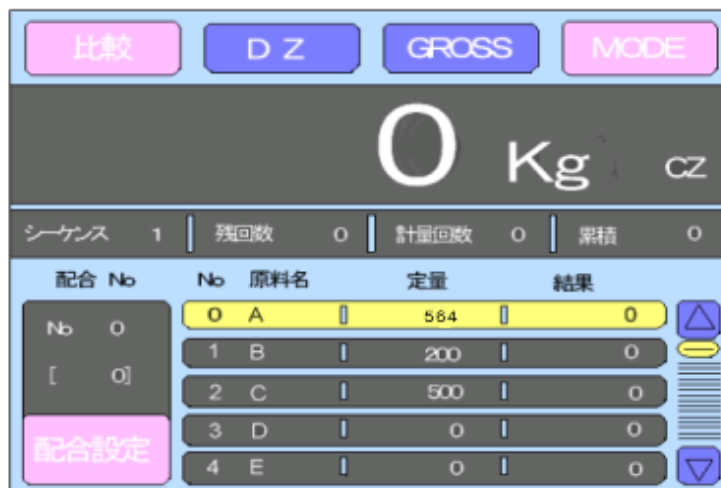 比較 DZ GROSS MODE
0 Kg CZ
シーケンス 1 残回数 0 計量回数 0 累積 0
配合 No No 原料名 定量 結果
No 0
[ 0]
配合設定
0 A 564 0
1 B 200 0
2 C 500 0
3 D 0 0
4 E 0 0